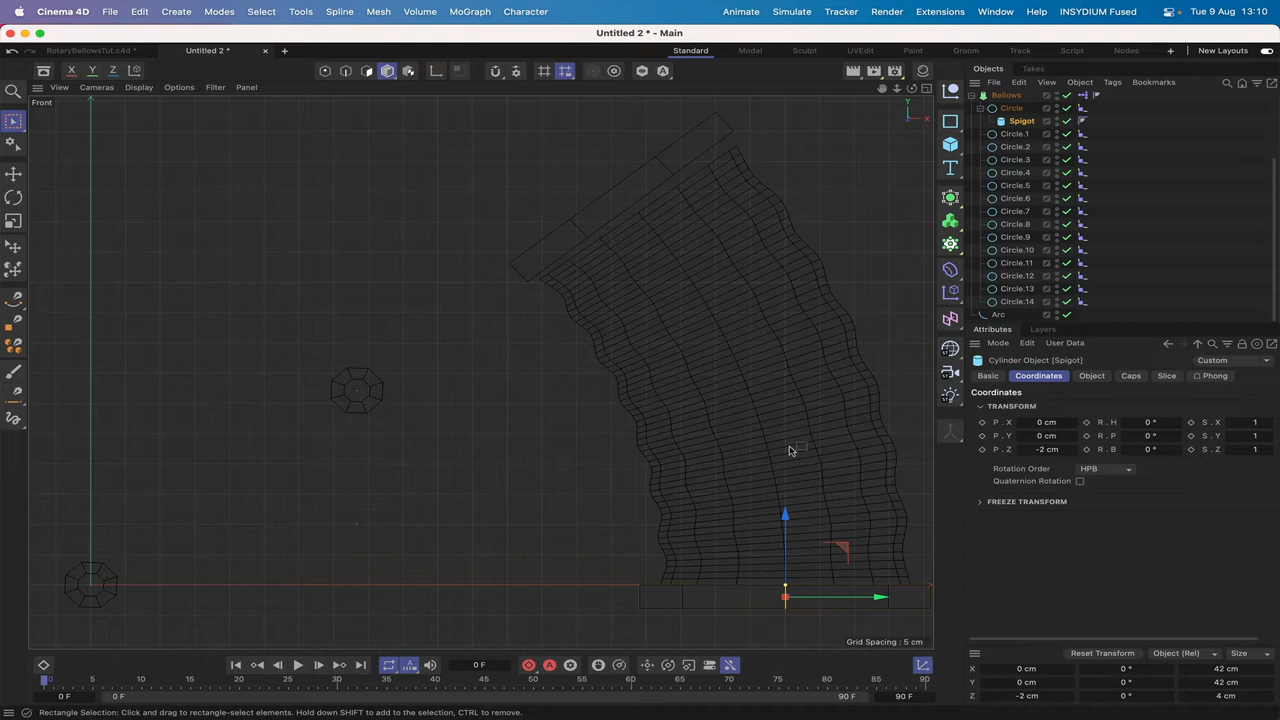 Cinema 4D File Edit Create Modes Select Tools Spline Mesh Volume MoGraph Character Animate Simulate Tracker Render Extensions Window Help INSYDIUM Fused Tue 9 Aug 13:10
Untitled 2 * - Main
RotaryBellowsTut.c4d * Untitled 2 * Standard Model Sculpt UVEdit Paint Groom Track Script Nodes New Layouts
X Y Z Objects Takes
View Cameras Display Options Filter Panel File Edit View Object Tags Bookmarks
Front
Bellows
Circle
Spigot
Circle.1
Circle.2
Circle.3
Circle.4
Circle.5
Circle.6
Circle.7
Circle.8
Circle.9
Circle.10
Circle.11
Circle.12
Circle.13
Circle.14
Arc
Attributes Layers
Mode Edit User Data
Cylinder Object [Spigot] Custom
Basic Coordinates Object Caps Slice Phong
Coordinates
TRANSFORM
P . X 0 cm R . H 0 ° S . X 1
P . Y 0 cm R . P 0 ° S . Y 1
P . Z -2 cm R . B 0 ° S . Z 1
Rotation Order HPB
Quaternion Rotation
FREEZE TRANSFORM
Y
X
Grid Spacing : 5 cm
Reset Transform Object (Rel) Size
0 F
X 0 cm 0 ° 42 cm
0 5 10 15 20 25 30 35 40 45 50 55 60 65 70 75 80 85 90
Y 0 cm 0 ° 42 cm
0 F 0 F 90 F 90 F
Z -2 cm 0 ° 4 cm
Rectangle Selection: Click and drag to rectangle-select elements. Hold down SHIFT to add to the selection, CTRL to remove.